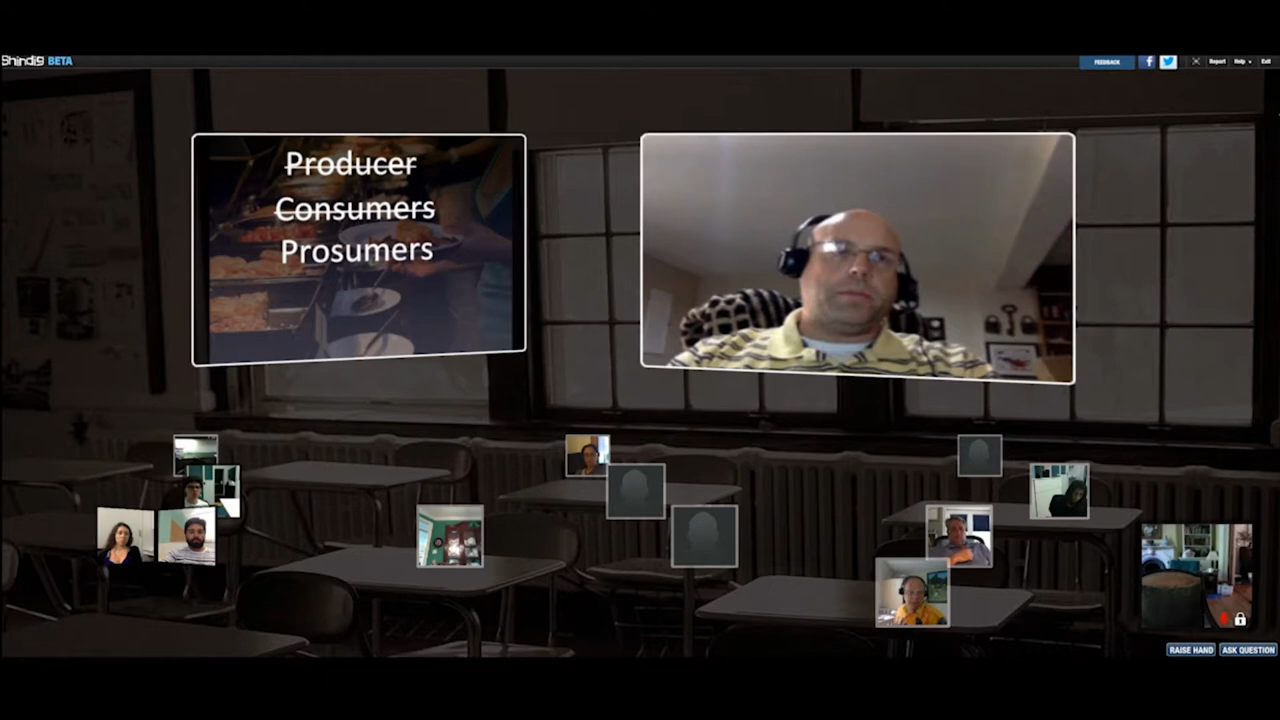 Shindig BETA
FEEDBACK
Report
Help
Exit
Producer
Consumers
Prosumers
RAISE HAND
ASK QUESTION